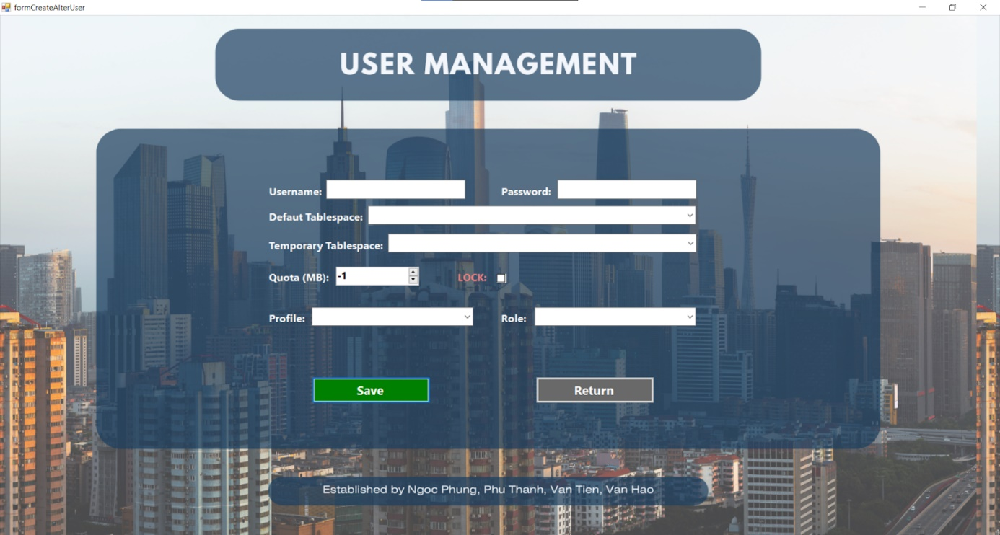 formCreateAlterUser
USER MANAGEMENT
Username: Password:
Defaut Tablespace:
Temporary Tablespace:
Quota (MB): -1 LOCK:
Profile: Role:
Save Return
Established by Ngoc Phung, Phu Thanh, Van Tien, Van Hao